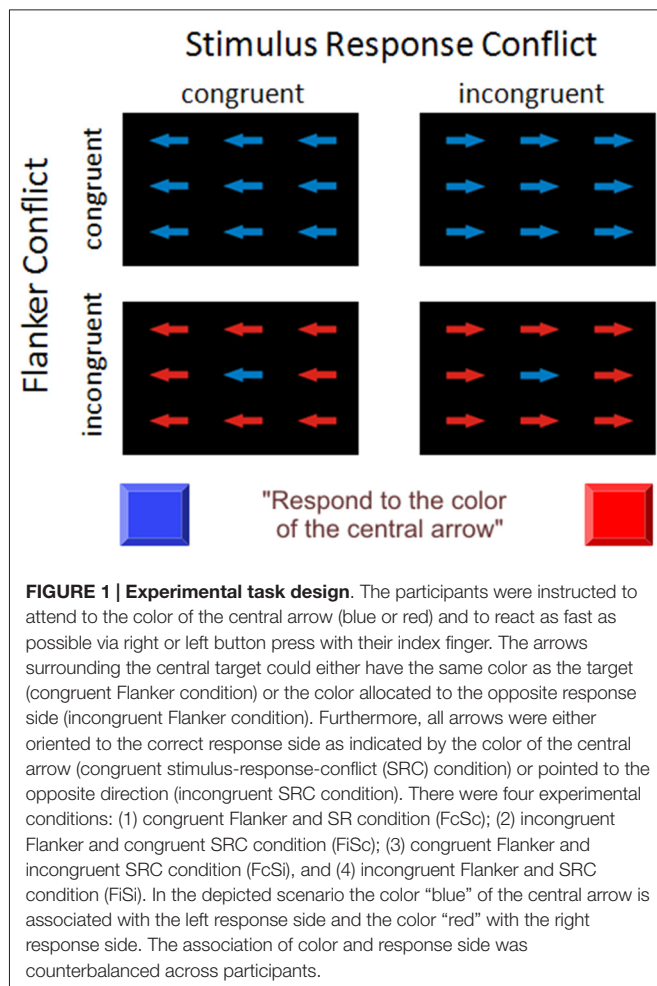 Stimulus Response Conflict
congruent
incongruent
Flanker Conflict
congruent
incongruent
"Respond to the color
of the central arrow"
FIGURE 1 | Experimental task design. The participants were instructed to
attend to the color of the central arrow (blue or red) and to react as fast as
possible via right or left button press with their index finger. The arrows
surrounding the central target could either have the same color as the target
(congruent Flanker condition) or the color allocated to the opposite response
side (incongruent Flanker condition). Furthermore, all arrows were either
oriented to the correct response side as indicated by the color of the central
arrow (congruent stimulus-response-conflict (SRC) condition) or pointed to the
opposite direction (incongruent SRC condition). There were four experimental
conditions: (1) congruent Flanker and SR condition (FcSc); (2) incongruent
Flanker and congruent SRC condition (FiSc); (3) congruent Flanker and
incongruent SRC condition (FcSi), and (4) incongruent Flanker and SRC
condition (FiSi). In the depicted scenario the color “blue” of the central arrow is
associated with the left response side and the color “red” with the right
response side. The association of color and response side was
counterbalanced across participants.